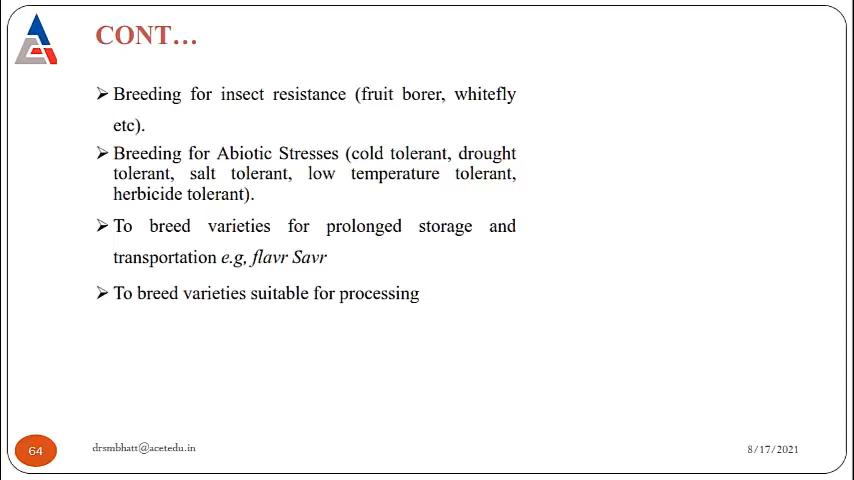 CONT…
➢ Breeding for insect resistance (fruit borer, whitefly
etc).
➢ Breeding for Abiotic Stresses (cold tolerant, drought
tolerant, salt tolerant, low temperature tolerant,
herbicide tolerant).
➢ To breed varieties for prolonged storage and
transportation e.g, flavr Savr
➢ To breed varieties suitable for processing
64
drsmbhatt@acetedu.in
8/17/2021